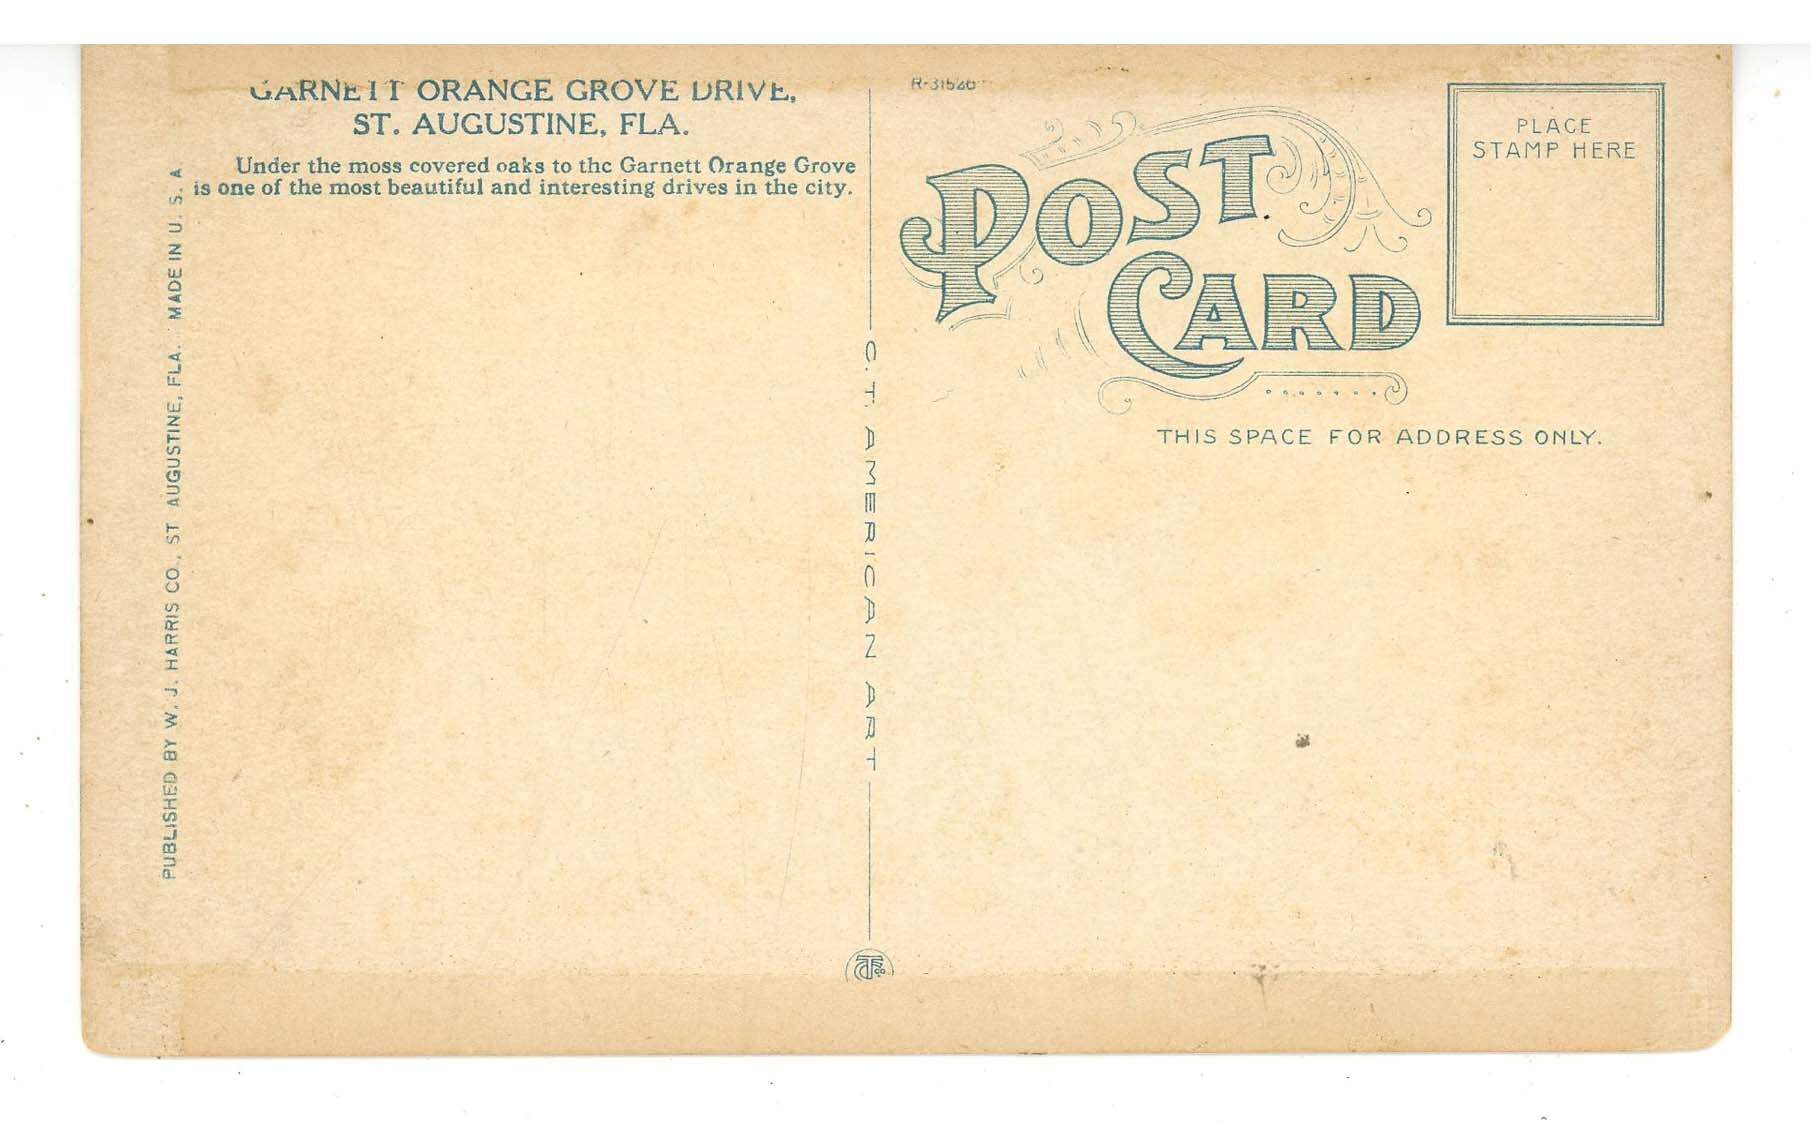 GARNETT ORANGE GROVE DRIVE,
ST. AUGUSTINE, FLA.
Under the moss covered oaks to the Garnett Orange Grove
is one of the most beautiful and interesting drives in the city.
PUBLISHED BY W. J. HARRIS CO., ST AUGUSTINE, FLA. MADE IN U. S. A
C. T. AMERICAN ART
R-31526
POST
CARD
PLACE
STAMP HERE
THIS SPACE FOR ADDRESS ONLY.